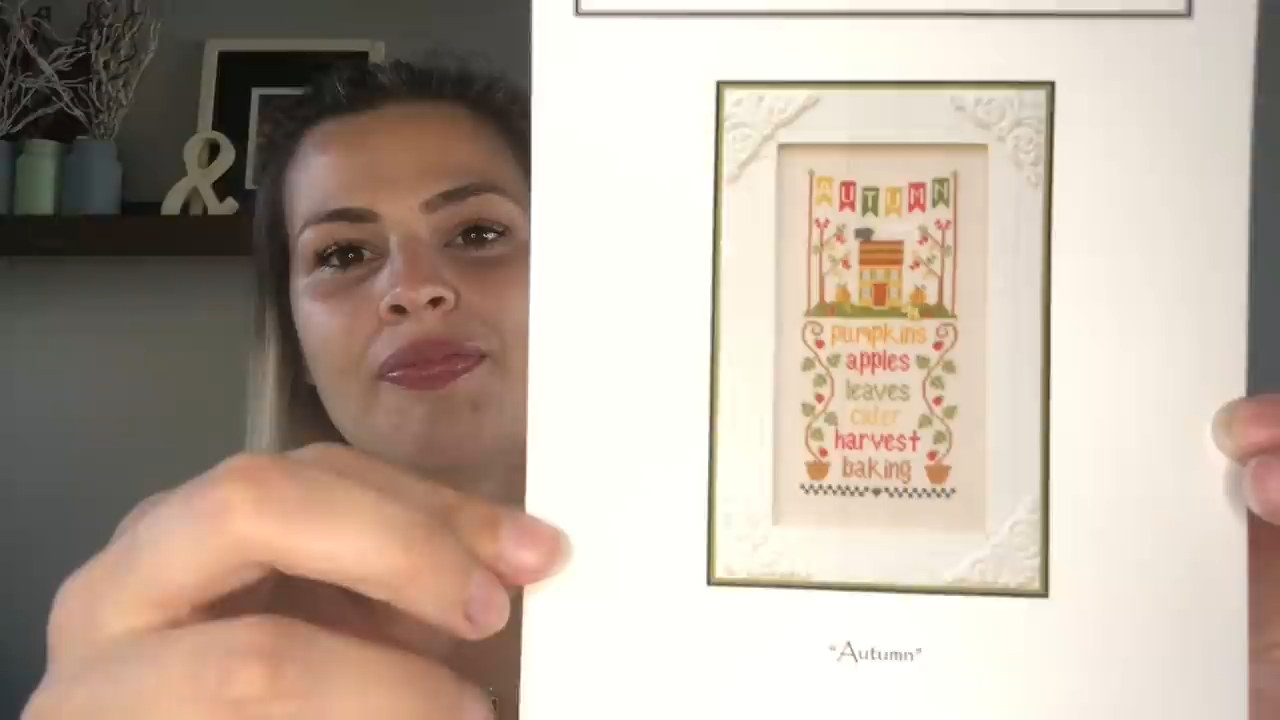 &
AUTUMN
pumpkins
apples
leaves
cider
harvest
baking
"Autumn"